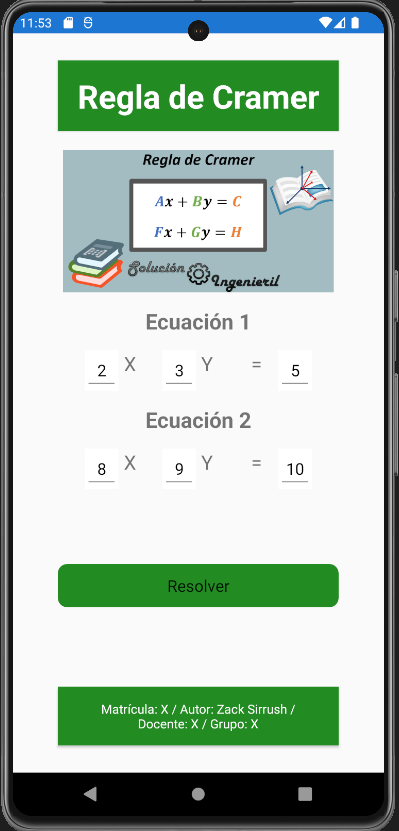 11:53
Regla de Cramer
Regla de Cramer
Ax + By = C
Fx + Gy = H
Solución Ingenieril
Ecuación 1
2 X 3 Y = 5
Ecuación 2
8 X 9 Y = 10
Resolver
Matrícula: X / Autor: Zack Sirrush /
Docente: X / Grupo: X